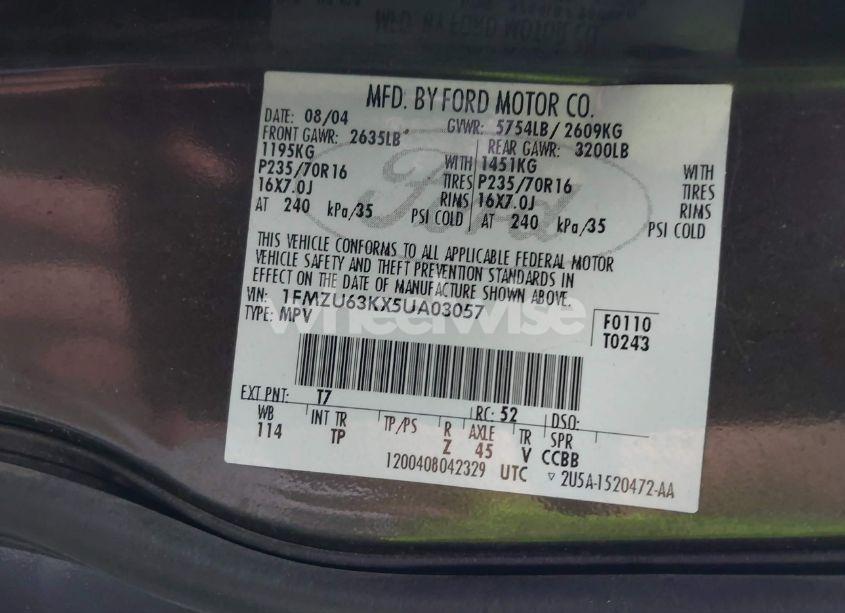 MFD. BY FORD MOTOR CO.
DATE: 08/04 GVWR: 5754LB/2609KG
FRONT GAWR: 2635LB REAR GAWR: 3200LB
1195KG WITH 1451KG WITH
P235/70R16 TIRES P235/70R16 TIRES
16X7.0J RIMS 16X7.0J RIMS
AT 240 kPa/35 PSI COLD AT 240 kPa/35 PSI COLD
THIS VEHICLE CONFORMS TO ALL APPLICABLE FEDERAL MOTOR
VEHICLE SAFETY AND THEFT PREVENTION STANDARDS IN
EFFECT ON THE DATE OF MANUFACTURE SHOWN ABOVE.
VIN: 1FMZU63KX5UA03057 F0110
TYPE: MPV T0243
wheelwise
Ford
EXT PNT: T7 RC: 52 DSO:
WB INT TR TP/PS R AXLE TR SPR
114 TP Z 45 V CCBB
1200408042329 UTC ▽ 2U5A-1520472-AA